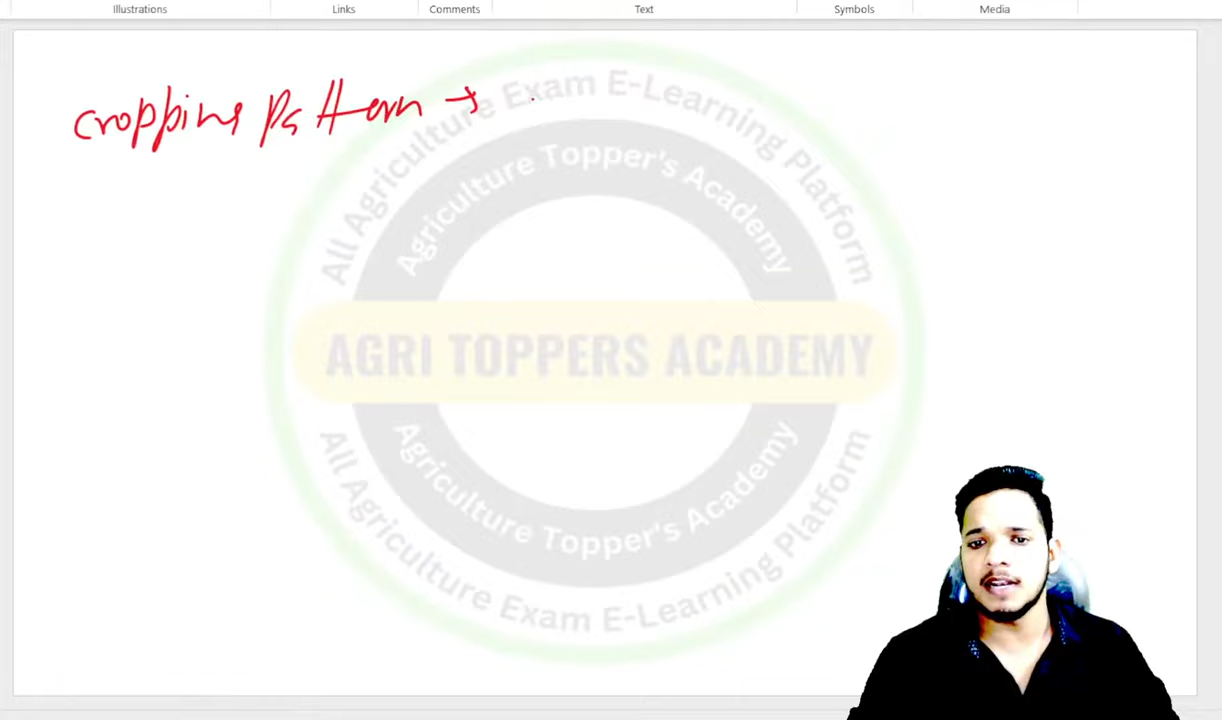 Illustrations Links Comments Text Symbols Media
cropping pattern →
All Agriculture Exam E-Learning Platform
Agriculture Topper's Academy
AGRI TOPPERS ACADEMY
Agriculture Topper's Academy
All Agriculture Exam E-Learning Platform